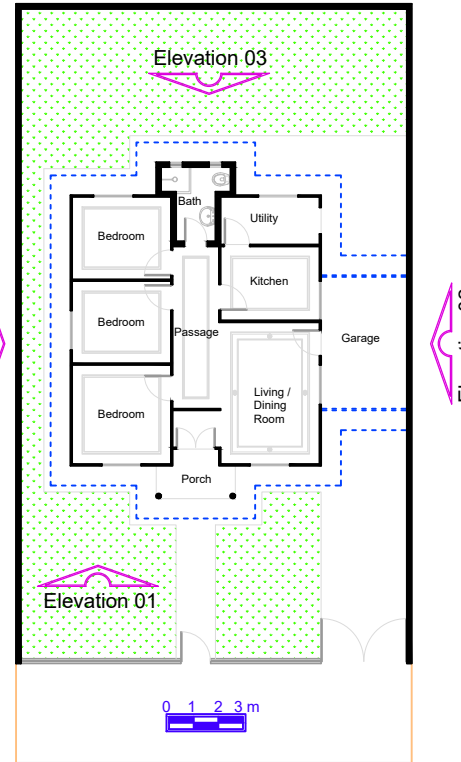 Elevation 03
Bath
Utility
Bedroom
Kitchen
Bedroom
Passage
Garage
Living /
Dining
Room
Bedroom
Porch
Elevation 01
0 1 2 3 m